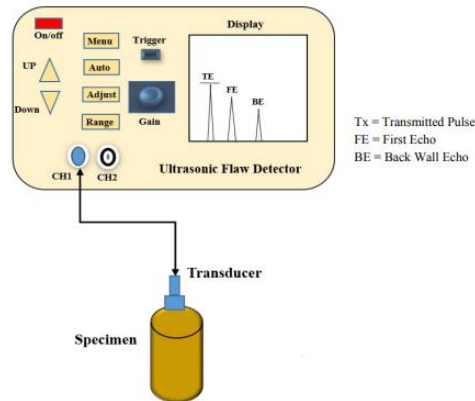 On/off
UP
Down
Menu
Auto
Adjust
Range
Trigger
Gain
Display
TE
FE
BE
CH1
CH2
Ultrasonic Flaw Detector
Tx = Transmitted Pulse
FE = First Echo
BE = Back Wall Echo
Transducer
Specimen